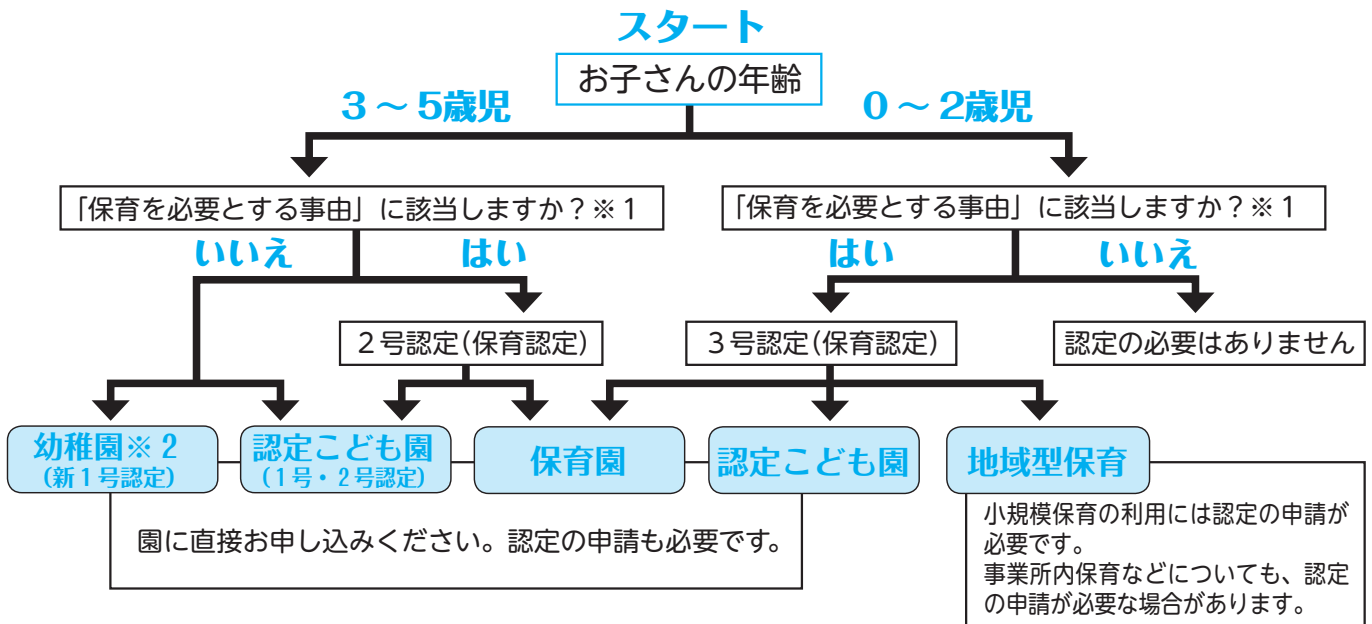 スタート
お子さんの年齢
3～5歳児
0～2歳児
「保育を必要とする事由」に該当しますか？※１
「保育を必要とする事由」に該当しますか？※１
いいえ
はい
はい
いいえ
２号認定(保育認定)
３号認定(保育認定)
認定の必要はありません
幼稚園※２
(新１号認定)
認定こども園
(１号・２号認定)
保育園
認定こども園
地域型保育
園に直接お申し込みください。認定の申請も必要です。
小規模保育の利用には認定の申請が
必要です。
事業所内保育などについても、認定
の申請が必要な場合があります。